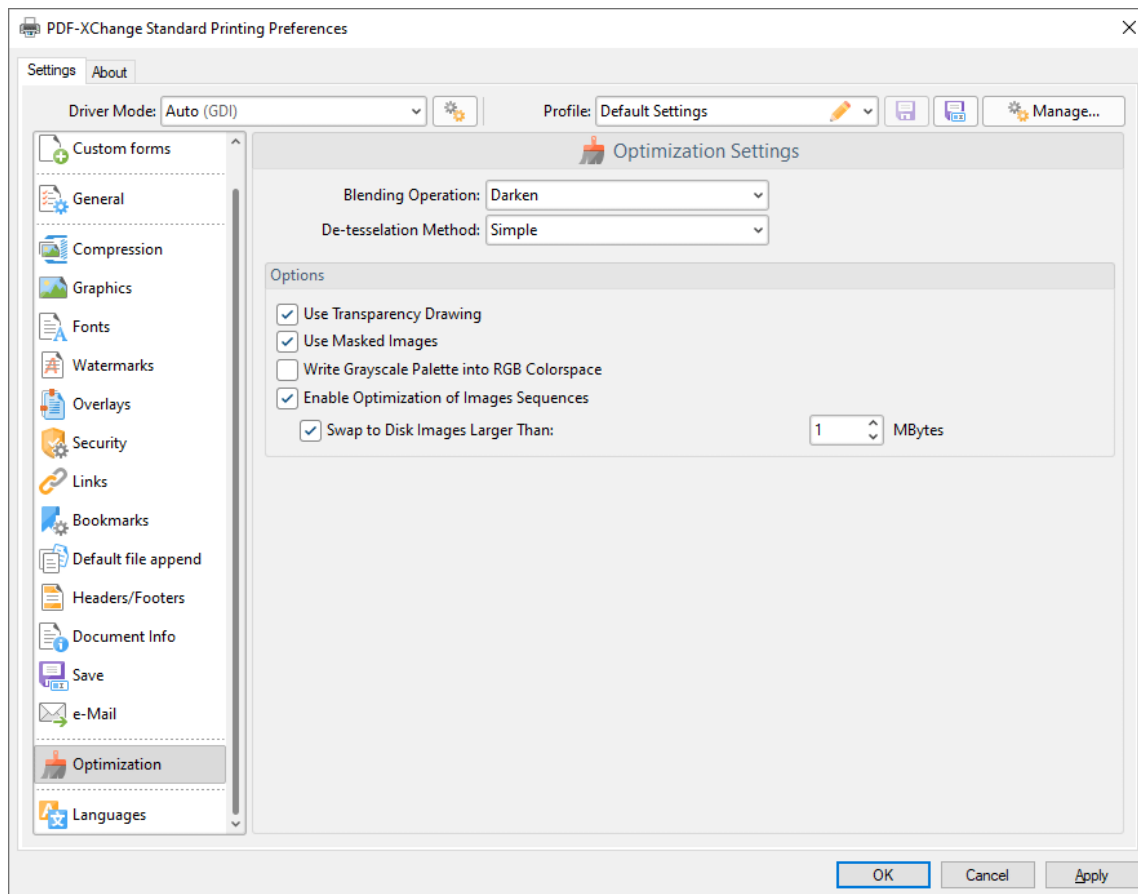 PDF-XChange Standard Printing Preferences
Settings About
Driver Mode: Auto (GDI) Profile: Default Settings Manage...
Custom forms
General
Compression
Graphics
Fonts
Watermarks
Overlays
Security
Links
Bookmarks
Default file append
Headers/Footers
Document Info
Save
e-Mail
Optimization
Languages
Optimization Settings
Blending Operation: Darken
De-tesselation Method: Simple
Options
Use Transparency Drawing
Use Masked Images
Write Grayscale Palette into RGB Colorspace
Enable Optimization of Images Sequences
Swap to Disk Images Larger Than: 1 MBytes
OK Cancel Apply